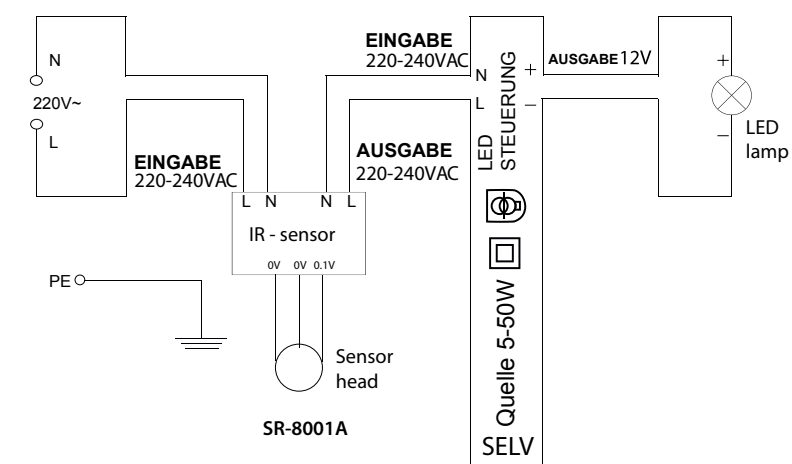 N
220V~
L
EINGABE
220-240VAC
EINGABE
220-240VAC
AUSGABE
220-240VAC
L N N L
IR - sensor
0V 0V 0.1V
Sensor
head
SR-8001A
PE
N
L
+
−
LED
STEUERUNG
Quelle 5-50W
SELV
AUSGABE 12V
+
−
LED
lamp